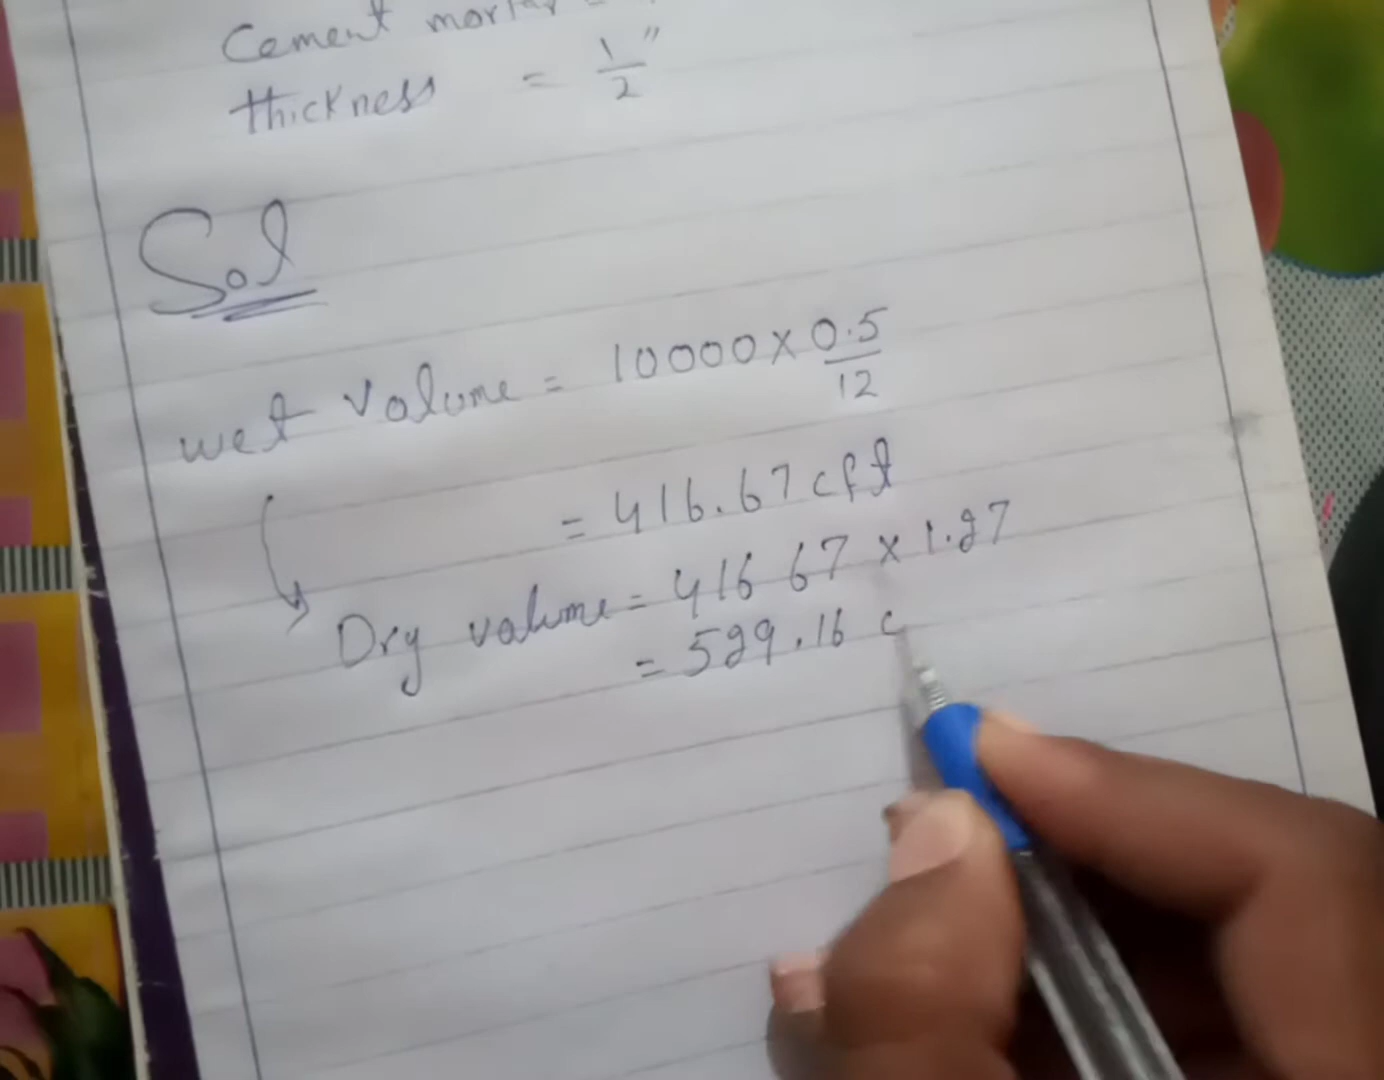 Cement mortar =
thickness = 1/2"
Sol
wet volume = 10000 x 0.5/12
= 416.67 cft
Dry volume = 416 67 x 1.27
= 529.16 c